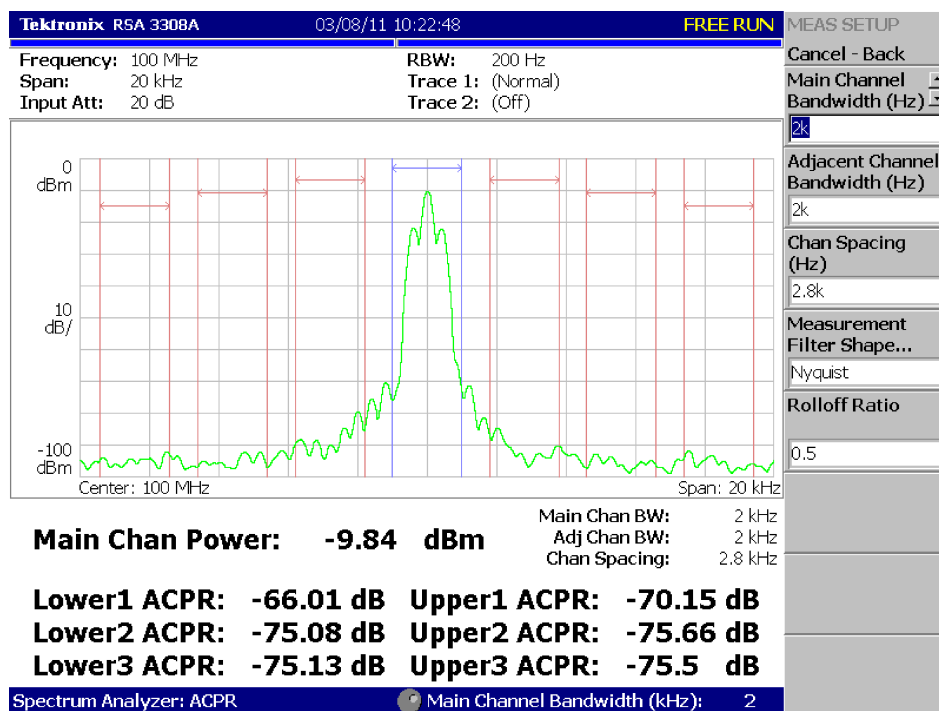 Tektronix RSA 3308A 03/08/11 10:22:48 FREE RUN
Frequency: 100 MHz RBW: 200 Hz
Span: 20 kHz Trace 1: (Normal)
Input Att: 20 dB Trace 2: (Off)
0
dBm
10
dB/
-100
dBm
Center: 100 MHz Span: 20 kHz
Main Chan Power: -9.84 dBm
Main Chan BW: 2 kHz
Adj Chan BW: 2 kHz
Chan Spacing: 2.8 kHz
Lower1 ACPR: -66.01 dB Upper1 ACPR: -70.15 dB
Lower2 ACPR: -75.08 dB Upper2 ACPR: -75.66 dB
Lower3 ACPR: -75.13 dB Upper3 ACPR: -75.5 dB
Spectrum Analyzer: ACPR Main Channel Bandwidth (kHz): 2
MEAS SETUP
Cancel - Back
Main Channel
Bandwidth (Hz)
2k
Adjacent Channel
Bandwidth (Hz)
2k
Chan Spacing
(Hz)
2.8k
Measurement
Filter Shape...
Nyquist
Rolloff Ratio
0.5